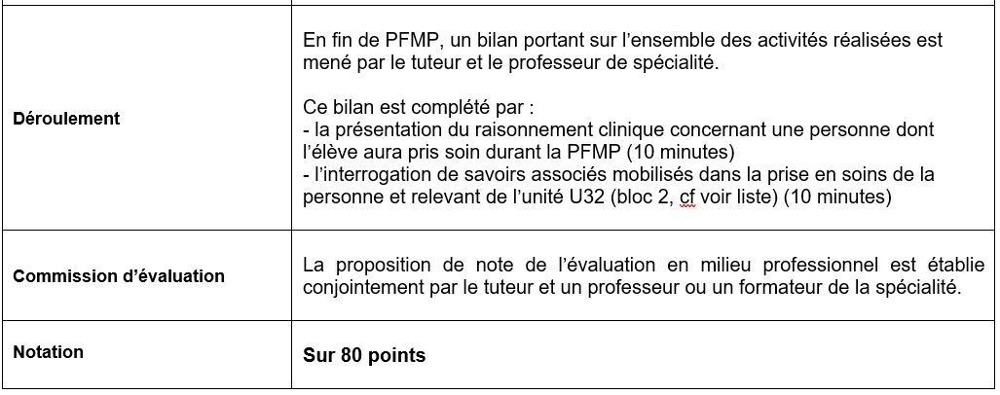 Déroulement
En fin de PFMP, un bilan portant sur l’ensemble des activités réalisées est
mené par le tuteur et le professeur de spécialité.
Ce bilan est complété par :
- la présentation du raisonnement clinique concernant une personne dont
l’élève aura pris soin durant la PFMP (10 minutes)
- l’interrogation de savoirs associés mobilisés dans la prise en soins de la
personne et relevant de l’unité U32 (bloc 2, cf voir liste) (10 minutes)
Commission d’évaluation
La proposition de note de l’évaluation en milieu professionnel est établie
conjointement par le tuteur et un professeur ou un formateur de la spécialité.
Notation
Sur 80 points